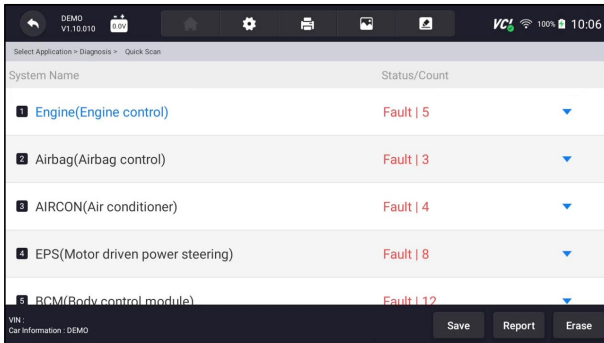 DEMO
V1.10.010
0.0V
VCI
100%
10:06
Select Application > Diagnosis > Quick Scan
System Name Status/Count
1 Engine(Engine control) Fault | 5
2 Airbag(Airbag control) Fault | 3
3 AIRCON(Air conditioner) Fault | 4
4 EPS(Motor driven power steering) Fault | 8
5 BCM(Body control module) Fault | 12
VIN :
Car Information : DEMO
Save Report Erase